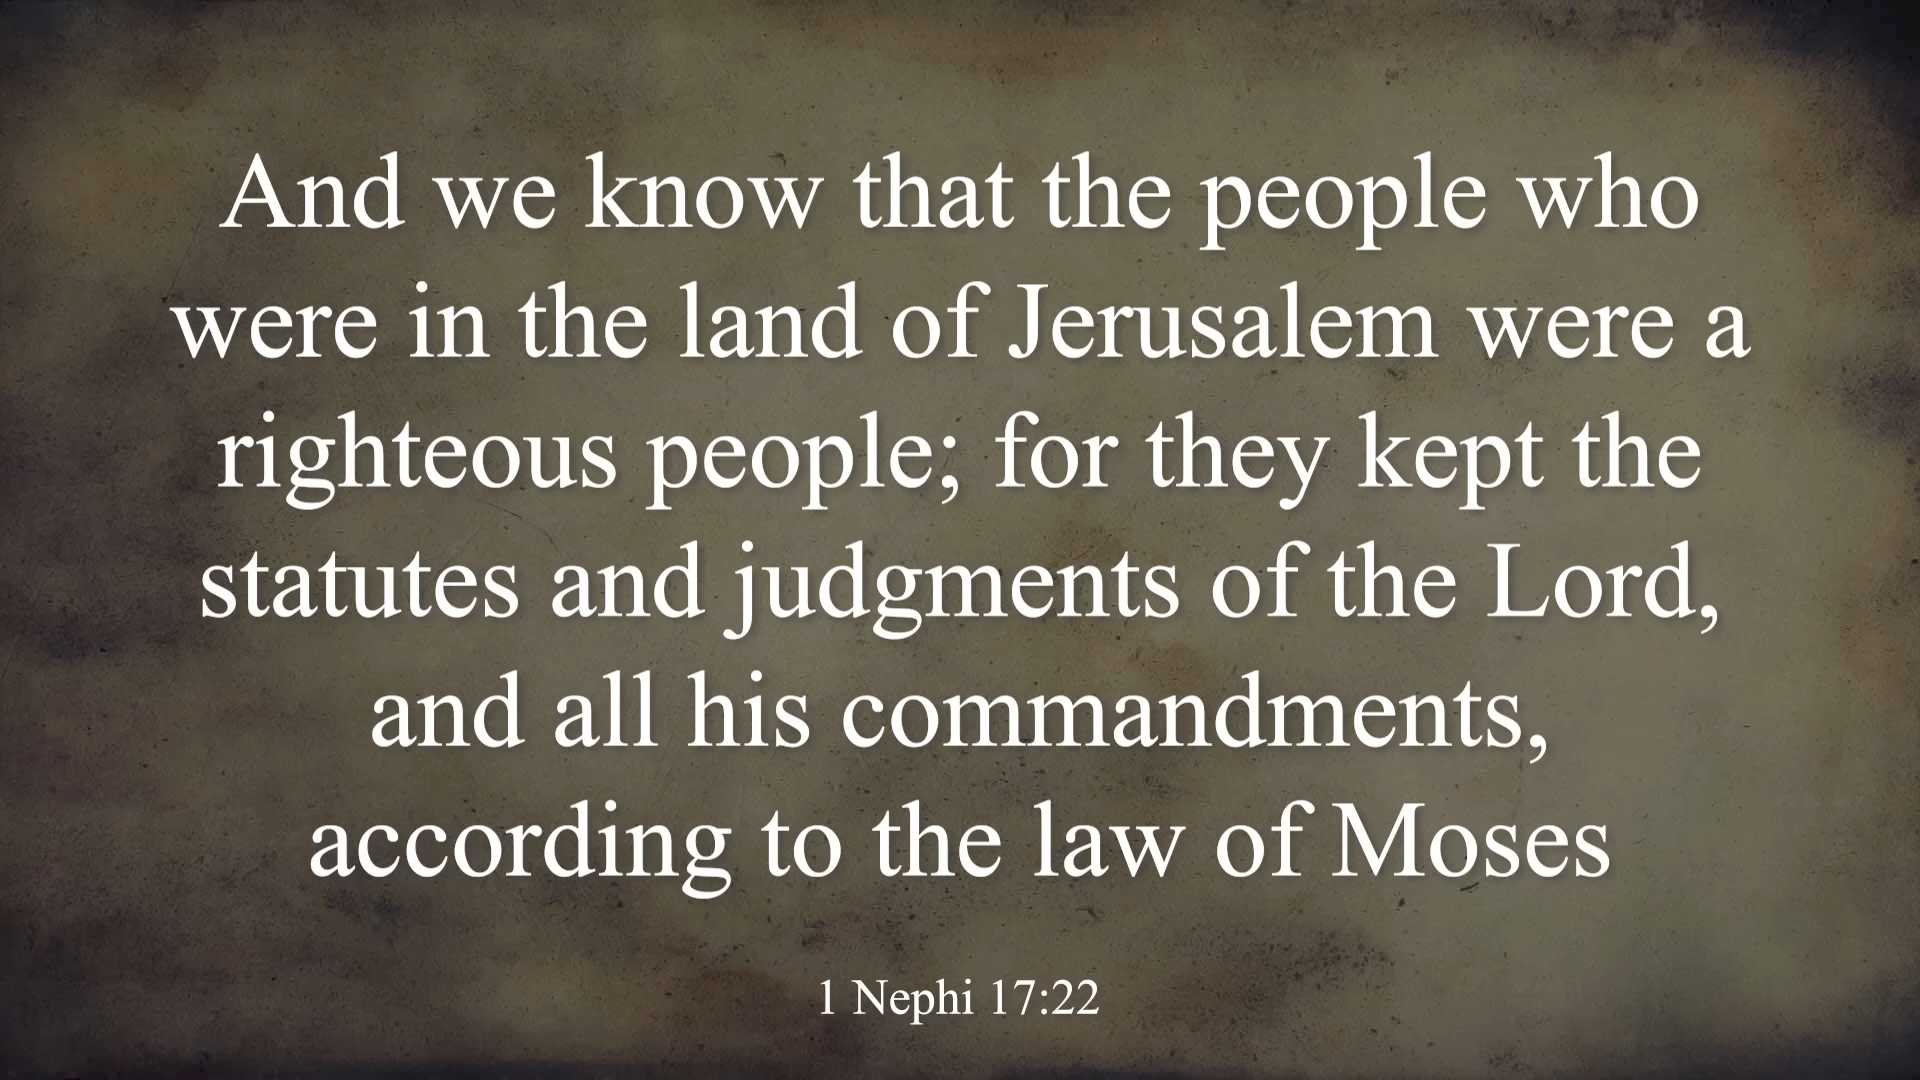 And we know that the people who
were in the land of Jerusalem were a
righteous people; for they kept the
statutes and judgments of the Lord,
and all his commandments,
according to the law of Moses
1 Nephi 17:22